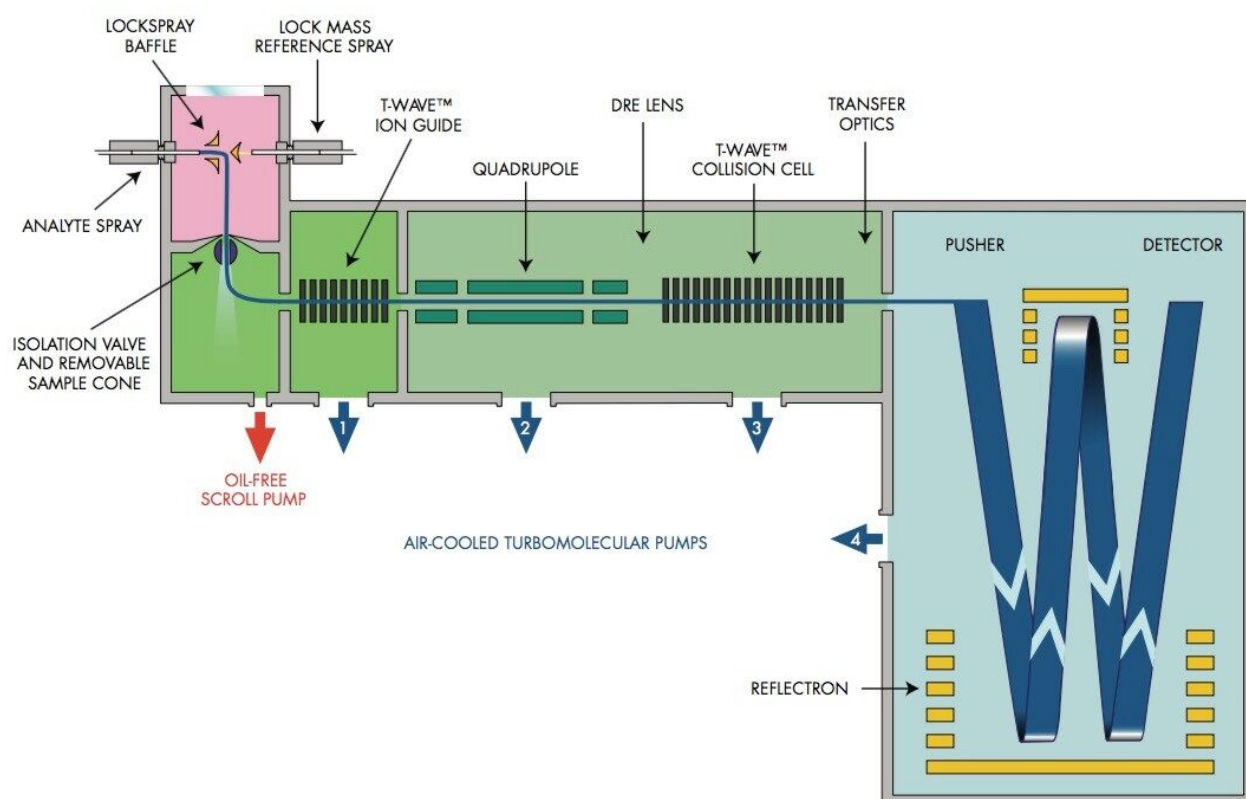 LOCKSPRAY
BAFFLE
LOCK MASS
REFERENCE SPRAY
T-WAVE™
ION GUIDE
DRE LENS
TRANSFER
OPTICS
QUADRUPOLE
T-WAVE™
COLLISION CELL
ANALYTE SPRAY
PUSHER
DETECTOR
ISOLATION VALVE
AND REMOVABLE
SAMPLE CONE
1
2
3
OIL-FREE
SCROLL PUMP
AIR-COOLED TURBOMOLECULAR PUMPS
4
REFLECTRON